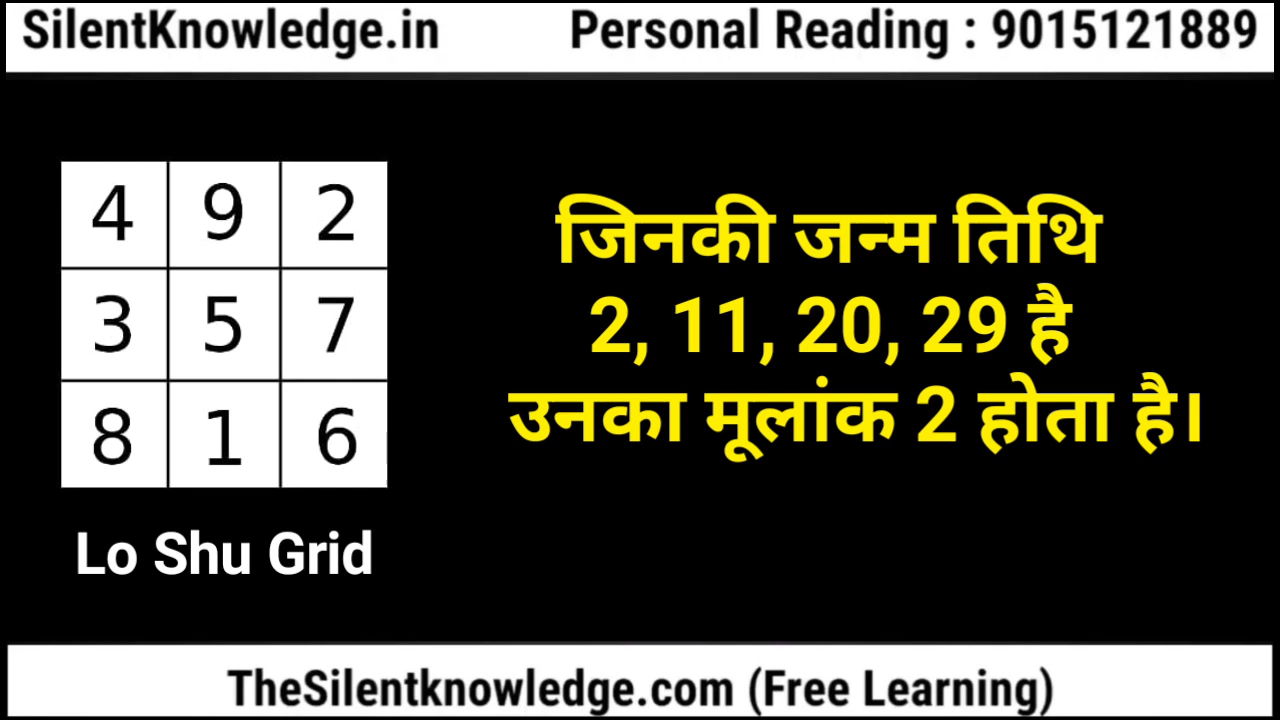 SilentKnowledge.in Personal Reading : 9015121889
4 9 2
3 5 7
8 1 6
Lo Shu Grid
जिनकी जन्म तिथि
2, 11, 20, 29 है
उनका मूलांक 2 होता है।
TheSilentknowledge.com (Free Learning)